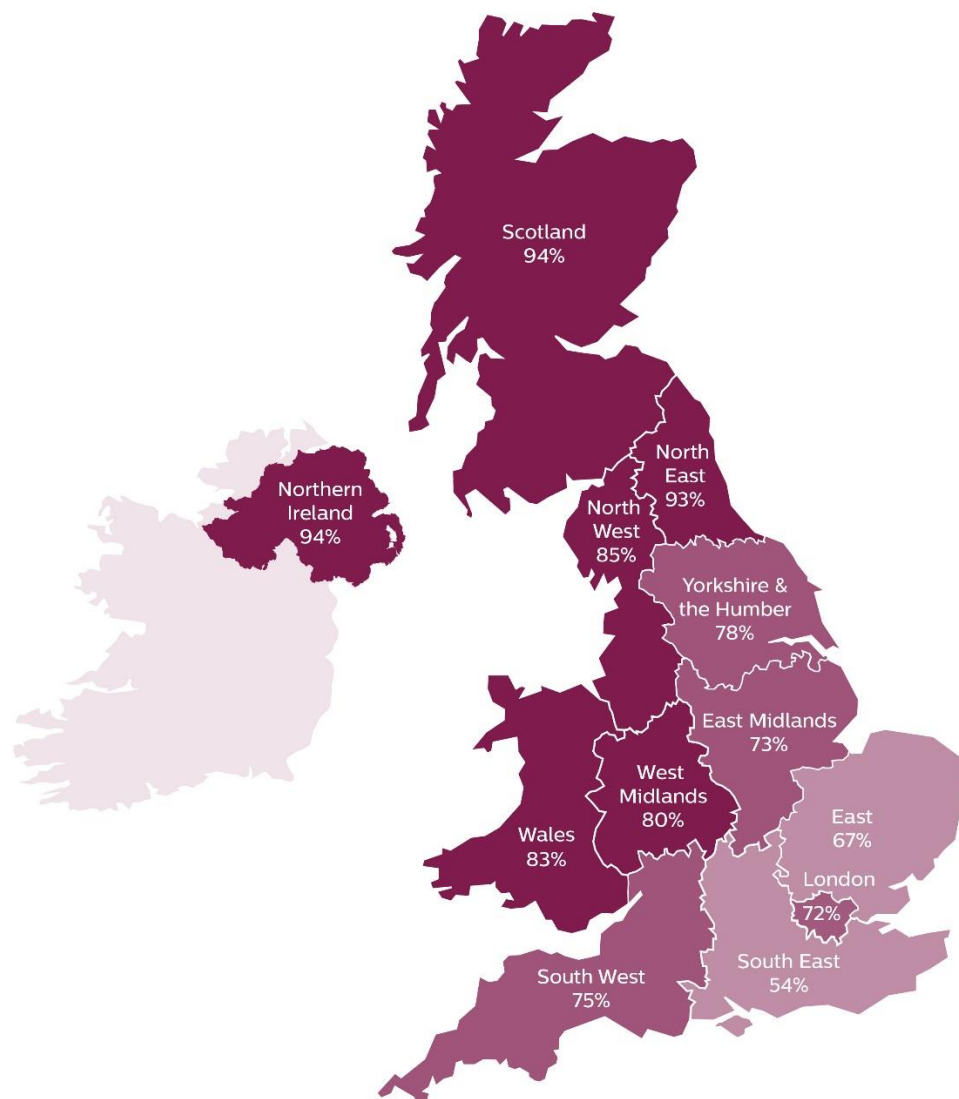 Scotland
94%
North
East
93%
Northern
Ireland
94%
North
West
85%
Yorkshire &
the Humber
78%
East Midlands
73%
West
Midlands
80%
Wales
83%
East
67%
London
72%
South East
54%
South West
75%